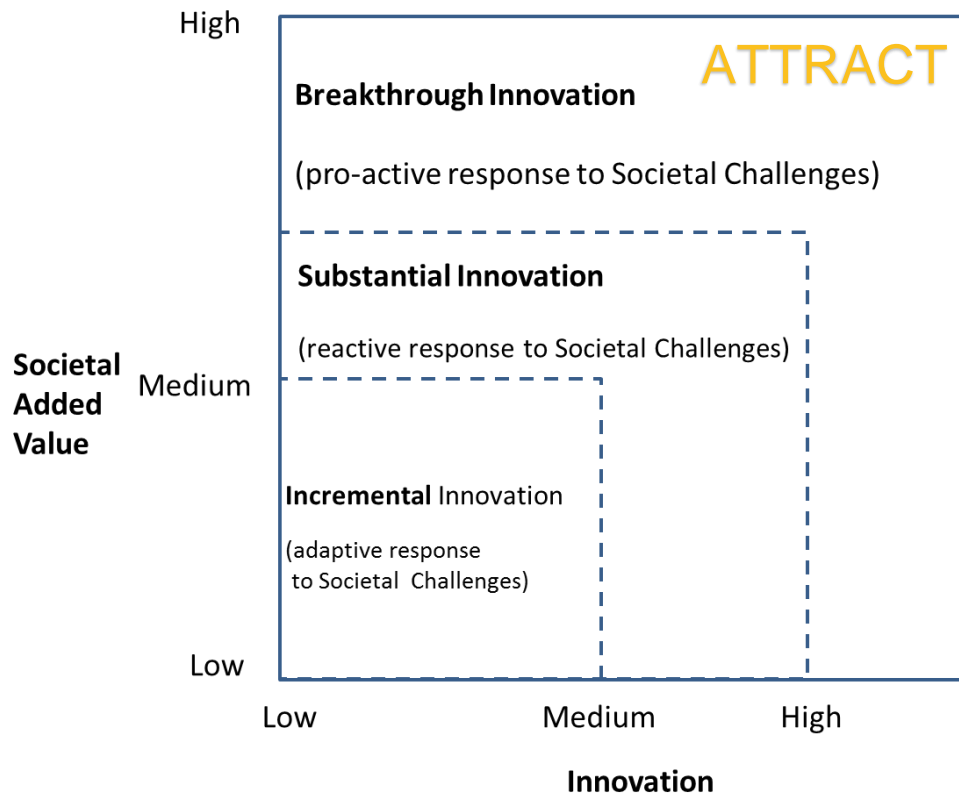 High
ATTRACT
Breakthrough Innovation
(pro-active response to Societal Challenges)
Substantial Innovation
(reactive response to Societal Challenges)
Societal
Added
Value
Medium
Incremental Innovation
(adaptive response
to Societal Challenges)
Low
Low
Medium
High
Innovation